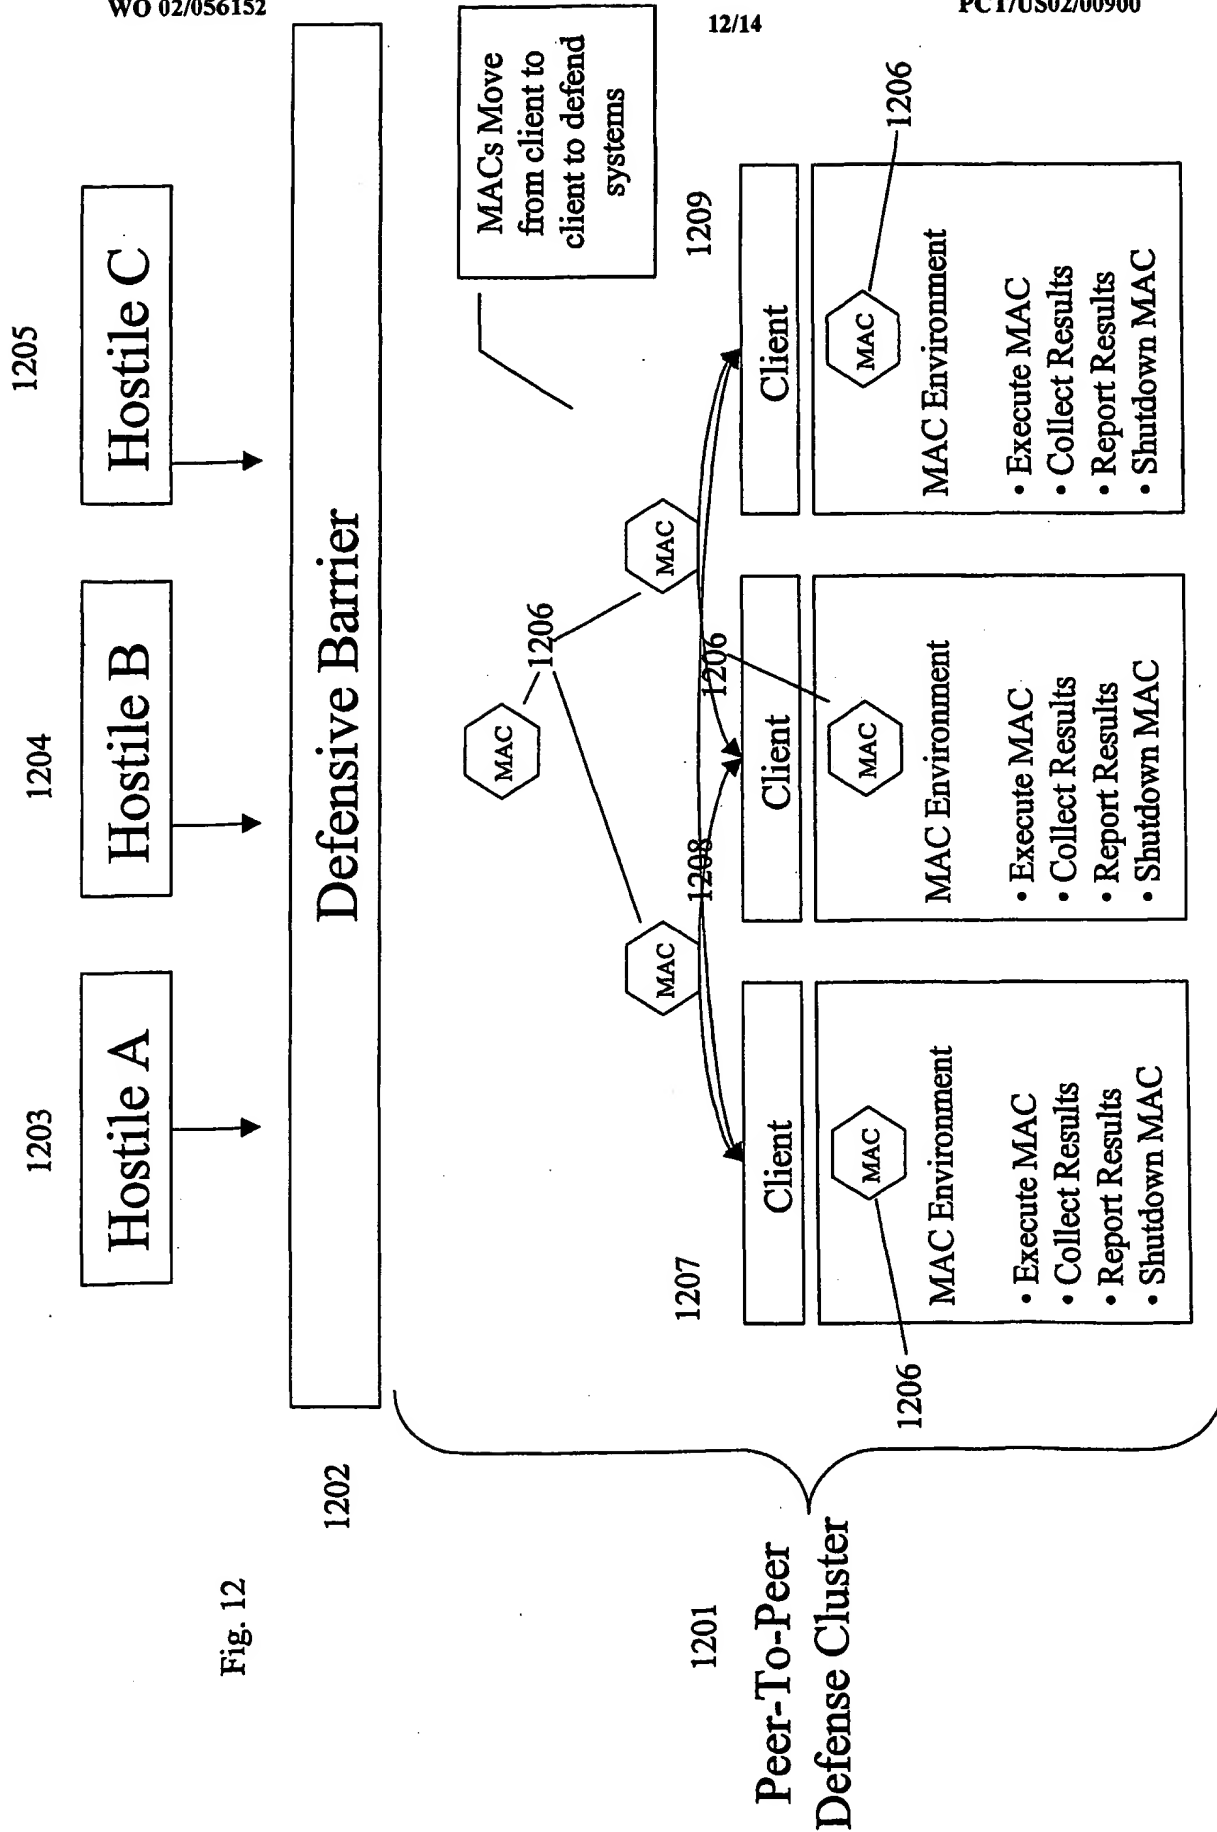 WO 02/056152
PCT/US02/00900
12/14
Fig. 12
1203
1204
1205
Hostile A
Hostile B
Hostile C
1202
Defensive Barrier
MACs Move
from client to
client to defend
systems
MAC
1206
MAC
MAC
1201
Peer-To-Peer
Defense Cluster
1207
1208
1206
1209
Client
Client
Client
MAC
MAC
MAC
1206
1206
MAC Environment
• Execute MAC
• Collect Results
• Report Results
• Shutdown MAC
MAC Environment
• Execute MAC
• Collect Results
• Report Results
• Shutdown MAC
MAC Environment
• Execute MAC
• Collect Results
• Report Results
• Shutdown MAC